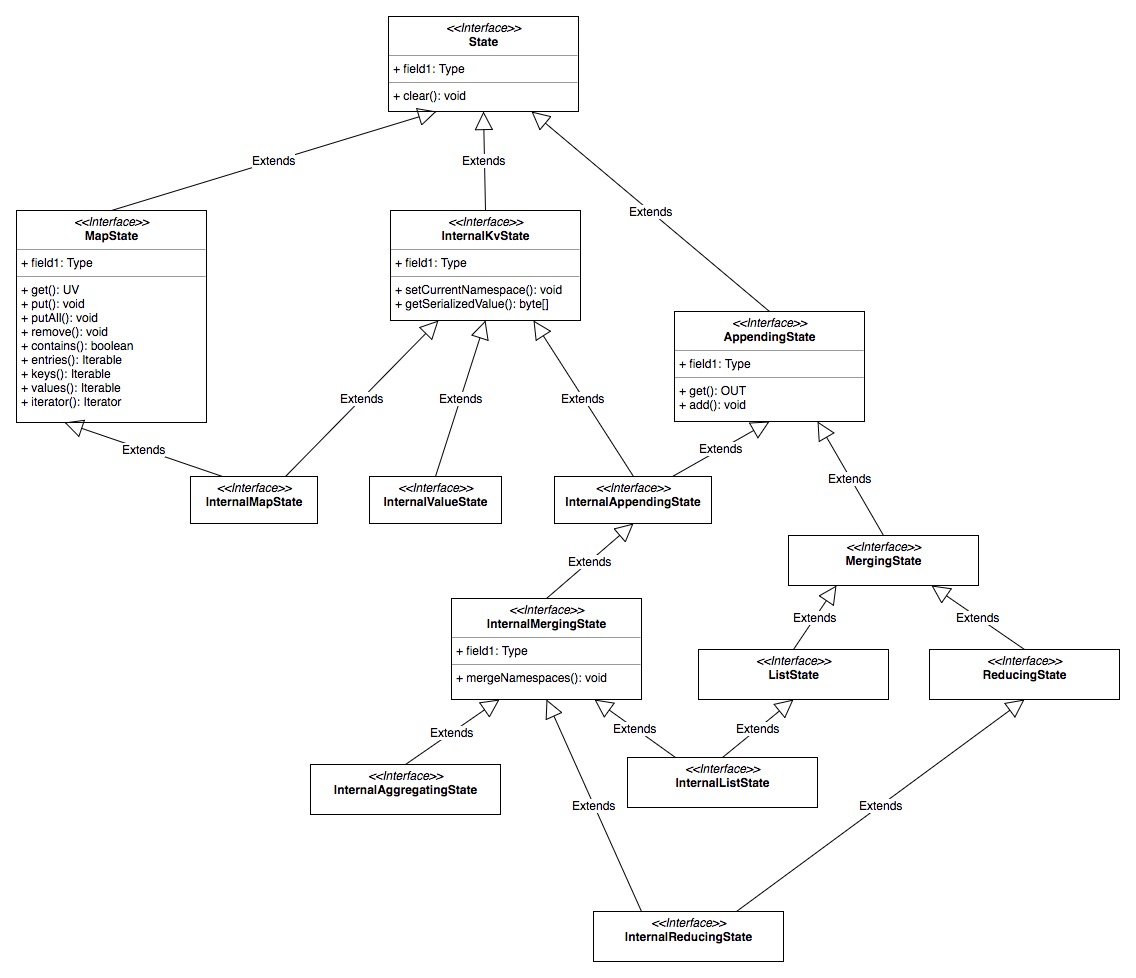 <<Interface>>
State
+ field1: Type
+ clear(): void
Extends
Extends
Extends
<<Interface>>
MapState
+ field1: Type
+ get(): UV
+ put(): void
+ putAll(): void
+ remove(): void
+ contains(): boolean
+ entries(): Iterable
+ keys(): Iterable
+ values(): Iterable
+ iterator(): Iterator
<<Interface>>
InternalKvState
+ field1: Type
+ setCurrentNamespace(): void
+ getSerializedValue(): byte[]
<<Interface>>
AppendingState
+ field1: Type
+ get(): OUT
+ add(): void
Extends
Extends
Extends
Extends
Extends
Extends
<<Interface>>
InternalMapState
<<Interface>>
InternalValueState
<<Interface>>
InternalAppendingState
<<Interface>>
MergingState
Extends
Extends
Extends
<<Interface>>
InternalMergingState
+ field1: Type
+ mergeNamespaces(): void
<<Interface>>
ListState
<<Interface>>
ReducingState
Extends
Extends
Extends
<<Interface>>
InternalAggregatingState
<<Interface>>
InternalListState
Extends
Extends
<<Interface>>
InternalReducingState